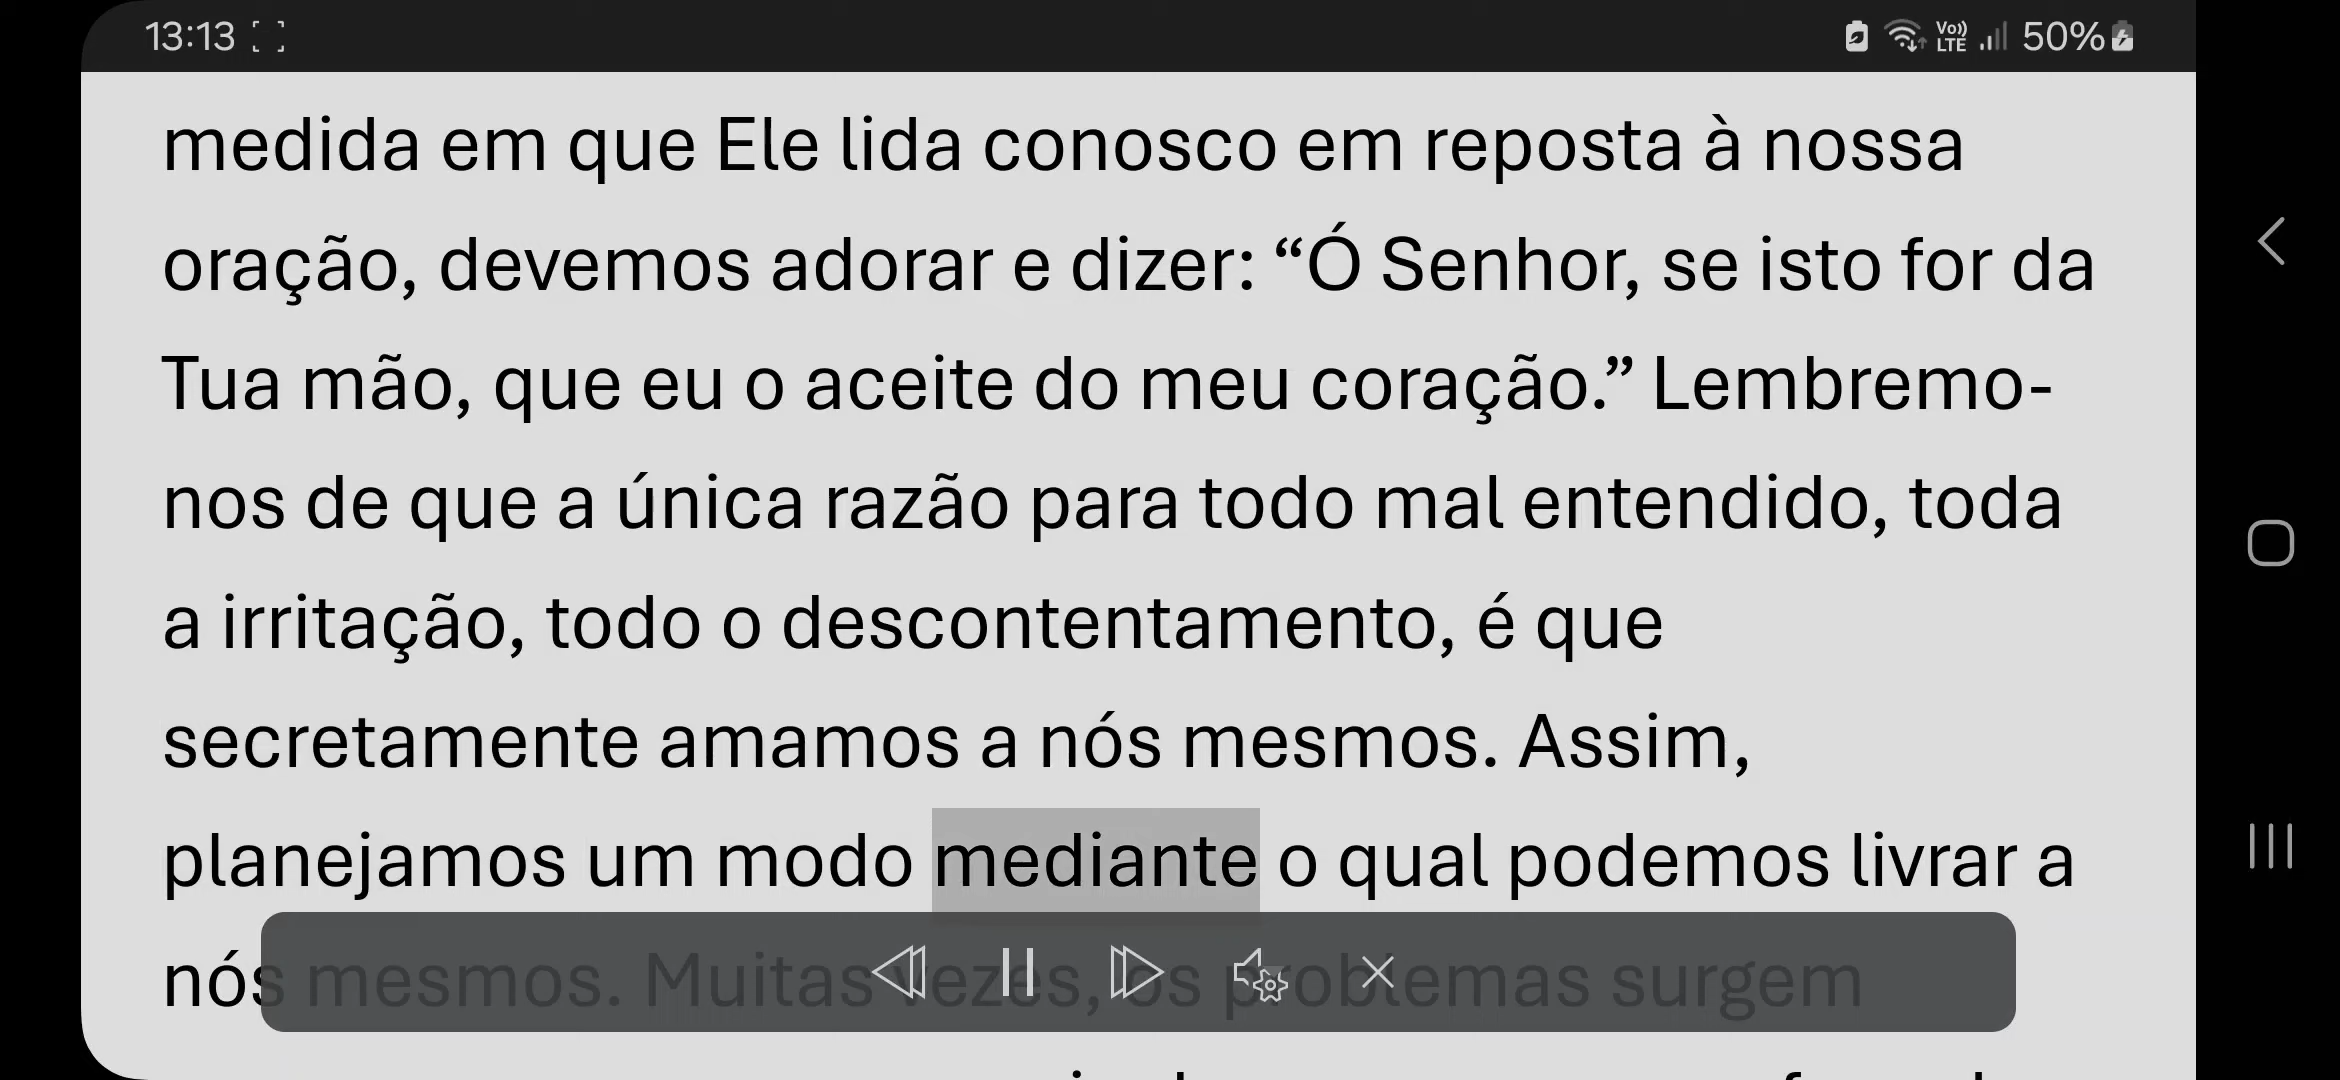 13:13 Vo)) LTE 50%
medida em que Ele lida conosco em reposta à nossa
oração, devemos adorar e dizer: “Ó Senhor, se isto for da
Tua mão, que eu o aceite do meu coração.” Lembremo-
nos de que a única razão para todo mal entendido, toda
a irritação, todo o descontentamento, é que
secretamente amamos a nós mesmos. Assim,
planejamos um modo mediante o qual podemos livrar a
nós mesmos. Muitas vezes, os problemas surgem